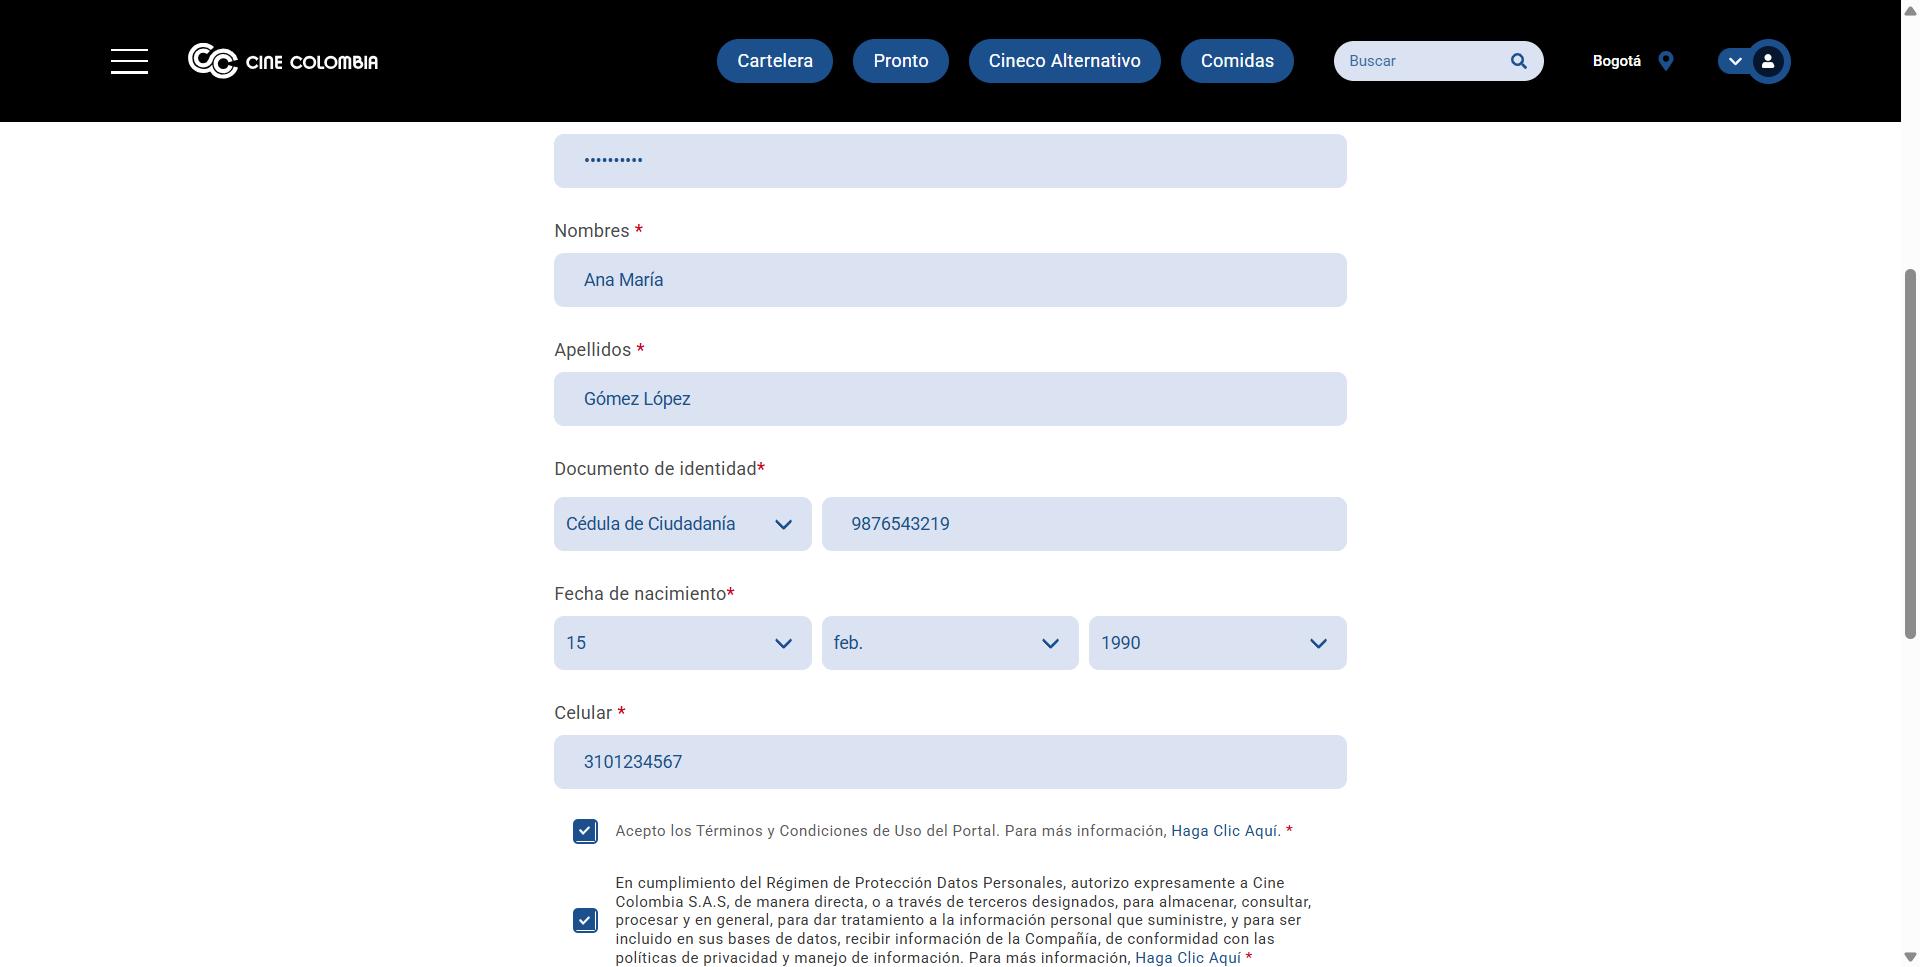 CINE COLOMBIA
Cartelera
Pronto
Cineco Alternativo
Comidas
Buscar
Bogotá
••••••••••
Nombres *
Ana María
Apellidos *
Gómez López
Documento de identidad*
Cédula de Ciudadanía
9876543219
Fecha de nacimiento*
15
feb.
1990
Celular *
3101234567
Acepto los Términos y Condiciones de Uso del Portal. Para más información, Haga Clic Aquí. *
En cumplimiento del Régimen de Protección Datos Personales, autorizo expresamente a Cine
Colombia S.A.S, de manera directa, o a través de terceros designados, para almacenar, consultar,
procesar y en general, para dar tratamiento a la información personal que suministre, y para ser
incluido en sus bases de datos, recibir información de la Compañía, de conformidad con las
políticas de privacidad y manejo de información. Para más información, Haga Clic Aquí *